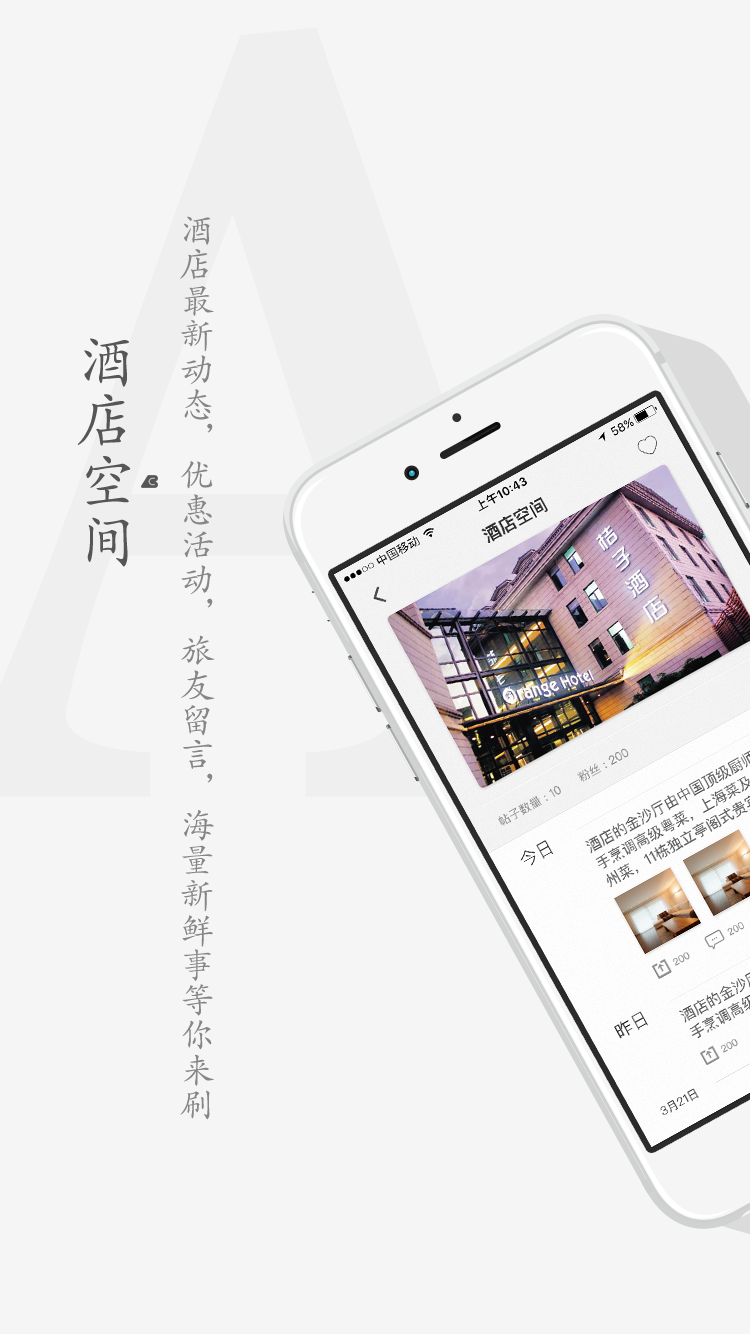 酒店空间
酒店最新动态，优惠活动，旅友留言，海量新鲜事等你来刷
中国移动
上午10:43
58%
酒店空间
桔子酒店
Orange Hotel
帖子数量：10
粉丝：200
今日
酒店的金沙厅由中国顶级厨师
手烹调高级粤菜，上海菜及
州菜，11栋独立亭阁式贵宾
200
200
昨日
酒店的金沙厅
手烹调高级
200
3月21日